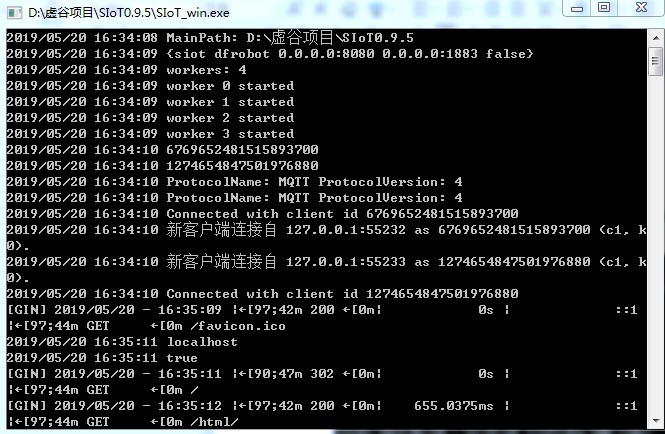 D:\虚谷项目\SIoT0.9.5\SIoT_win.exe
2019/05/20 16:34:08 MainPath: D:\虚谷项目\SIoT0.9.5
2019/05/20 16:34:09 {siot dfrobot 0.0.0.0:8080 0.0.0.0:1883 false}
2019/05/20 16:34:09 workers: 4
2019/05/20 16:34:09 worker 0 started
2019/05/20 16:34:09 worker 1 started
2019/05/20 16:34:09 worker 2 started
2019/05/20 16:34:09 worker 3 started
2019/05/20 16:34:10 6769652481515893700
2019/05/20 16:34:10 1274654847501976880
2019/05/20 16:34:10 ProtocolName: MQTT ProtocolVersion: 4
2019/05/20 16:34:10 ProtocolName: MQTT ProtocolVersion: 4
2019/05/20 16:34:10 Connected with client id 6769652481515893700
2019/05/20 16:34:10 新客户端连接自 127.0.0.1:55232 as 6769652481515893700 (c1, k
0).
2019/05/20 16:34:10 新客户端连接自 127.0.0.1:55233 as 1274654847501976880 (c1, k
0).
2019/05/20 16:34:10 Connected with client id 1274654847501976880
[GIN] 2019/05/20 - 16:35:09 |←[97;42m 200 ←[0m|            0s |             ::1
|←[97;44m GET     ←[0m /favicon.ico
2019/05/20 16:35:11 localhost
2019/05/20 16:35:11 true
[GIN] 2019/05/20 - 16:35:11 |←[90;47m 302 ←[0m|            0s |             ::1
|←[97;44m GET     ←[0m /
[GIN] 2019/05/20 - 16:35:12 |←[97;42m 200 ←[0m|    655.0375ms |             ::1
|←[97;44m GET     ←[0m /html/